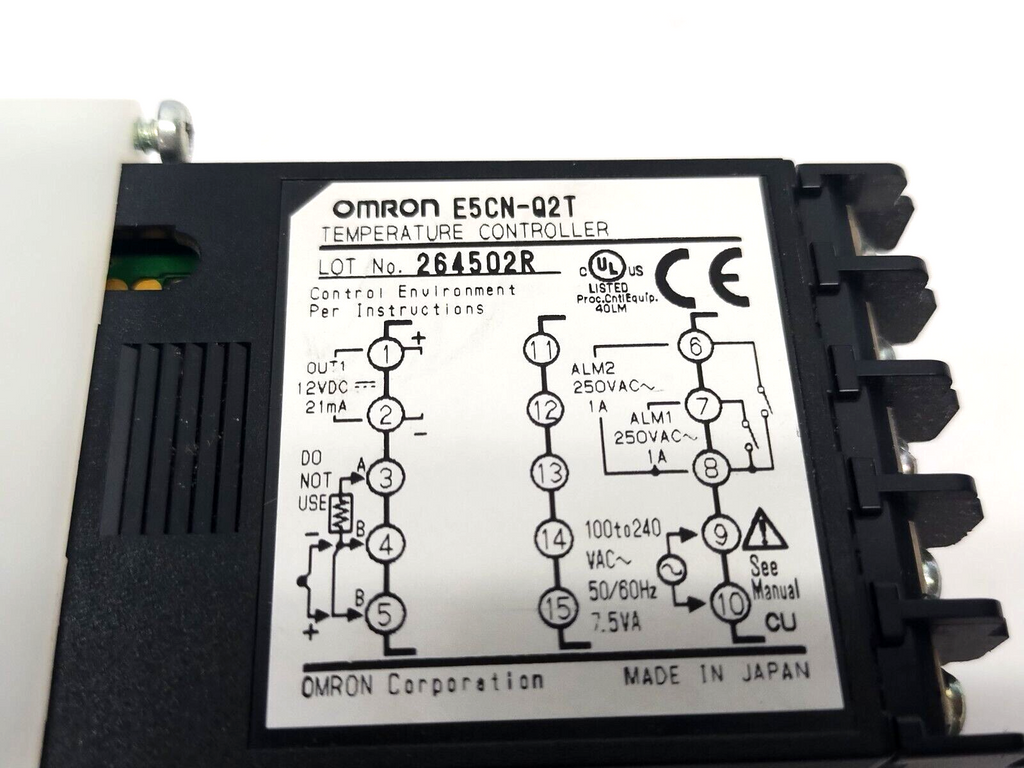 OMRON E5CN-Q2T
TEMPERATURE CONTROLLER
LOT No. 264502R
Control Environment
Per Instructions
C UL US
LISTED
Proc.Cntl Equip.
40LM
CE
1 +
OUT1
12VDC ⎓
21mA
2 −
DO
NOT
USE
A 3
− B 4
B 5
+
11
12
13
14
15
6
ALM2
250VAC~
1A
7
ALM1
250VAC~
1A
8
100to240
VAC~
50/60Hz
7.5VA
9
10
See
Manual
CU
OMRON Corporation
MADE IN JAPAN